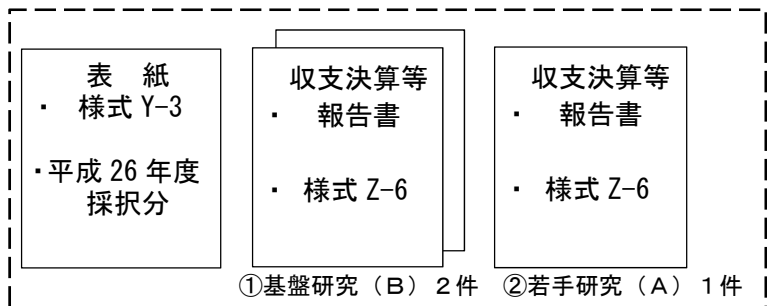 表　紙
・　様式 Y-3
・平成 26 年度
採択分
収支決算等
・　報告書
・　様式 Z-6
①基盤研究（Ｂ）２件
収支決算等
・　報告書
・　様式 Z-6
②若手研究（Ａ）１件